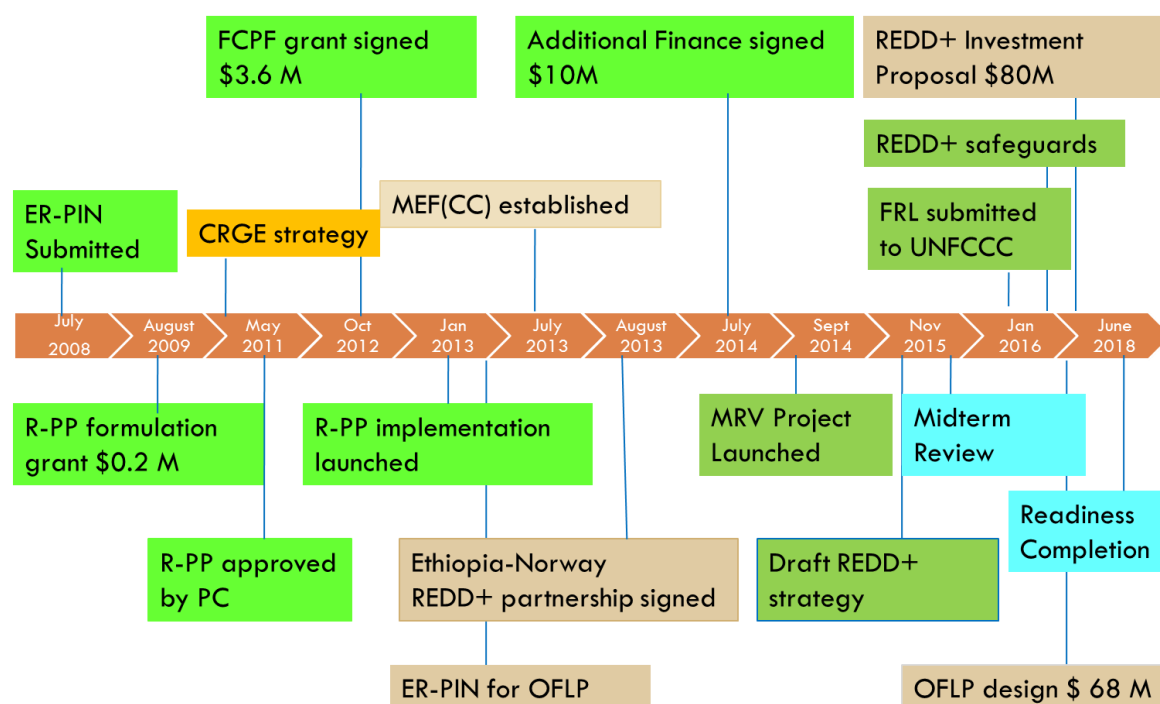 FCPF grant signed
$3.6 M
Additional Finance signed
$10M
REDD+ Investment
Proposal $80M
REDD+ safeguards
ER-PIN
Submitted
CRGE strategy
MEF(CC) established
FRL submitted
to UNFCCC
July
2008
August
2009
May
2011
Oct
2012
Jan
2013
July
2013
August
2013
July
2014
Sept
2014
Nov
2015
Jan
2016
June
2018
R-PP formulation
grant $0.2 M
R-PP implementation
launched
MRV Project
Launched
Midterm
Review
Readiness
Completion
R-PP approved
by PC
Ethiopia-Norway
REDD+ partnership signed
Draft REDD+
strategy
ER-PIN for OFLP
OFLP design $ 68 M